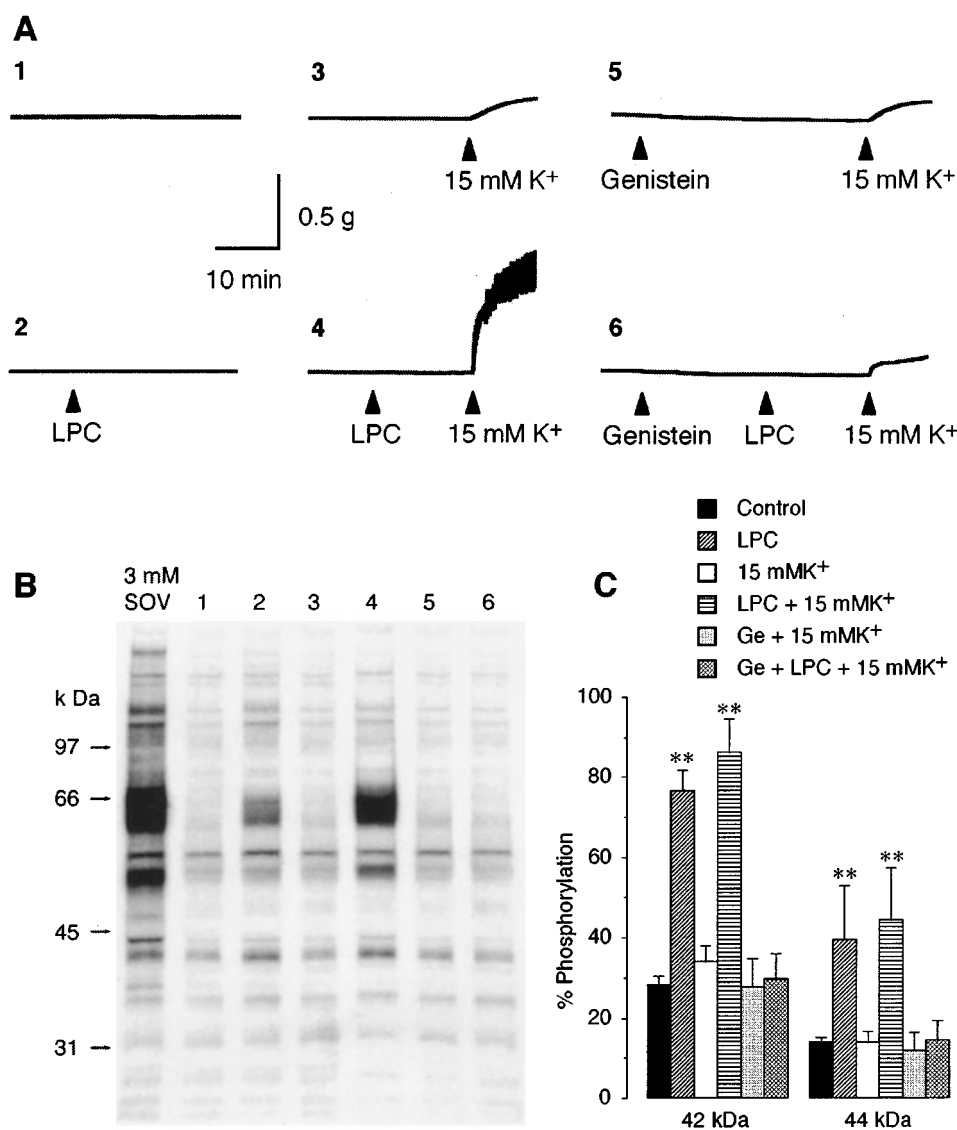 A
1
3
5
15 mM K+
Genistein
15 mM K+
0.5 g
10 min
2
4
6
LPC
LPC
15 mM K+
Genistein
LPC
15 mM K+
B
3 mM
SOV
1
2
3
4
5
6
k Da
97
66
45
31
C
Control
LPC
15 mMK+
LPC + 15 mMK+
Ge + 15 mMK+
Ge + LPC + 15 mMK+
% Phosphorylation
100
80
60
40
20
0
**
**
**
**
42 kDa
44 kDa